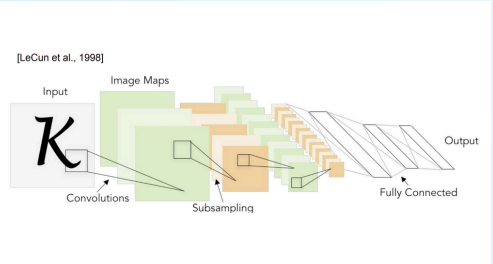 [LeCun et al., 1998]
Image Maps
Input
K
Output
Fully Connected
Convolutions
Subsampling